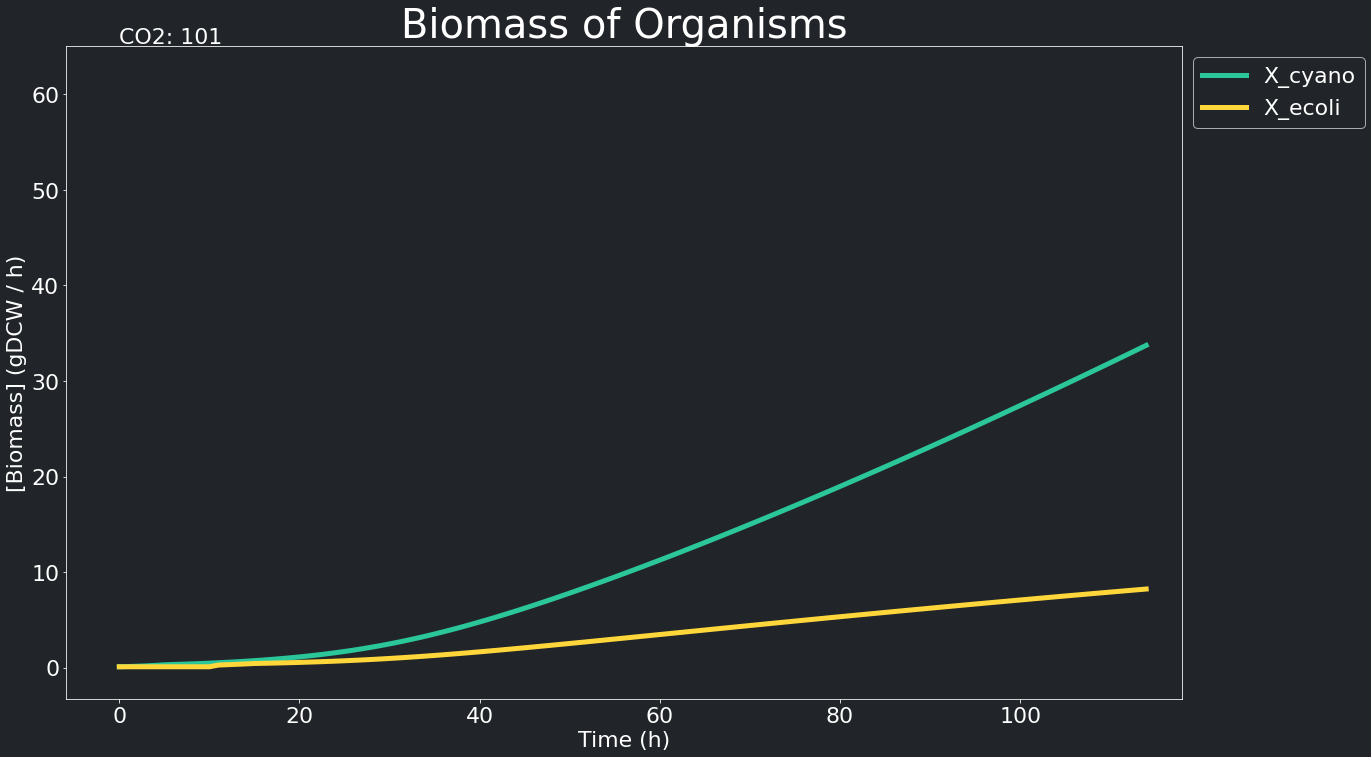 Biomass of Organisms
CO2: 101
X_cyano
X_ecoli
60
50
40
30
20
10
0
[Biomass] (gDCW / h)
0 20 40 60 80 100
Time (h)